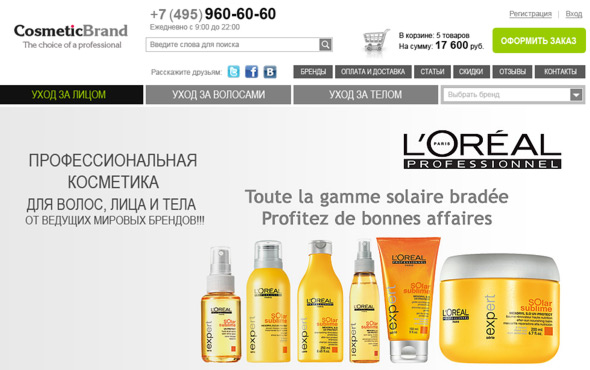 CosmeticBrand
The choice of a professional
+7 (495) 960-60-60
Ежедневно с 9:00 до 22:00
Введите слова для поиска
В корзине: 5 товаров
На сумму: 17 600 руб.
Регистрация | Вход
ОФОРМИТЬ ЗАКАЗ
Расскажите друзьям:
БРЕНДЫ ОПЛАТА И ДОСТАВКА СТАТЬИ СКИДКИ ОТЗЫВЫ КОНТАКТЫ
УХОД ЗА ЛИЦОМ УХОД ЗА ВОЛОСАМИ УХОД ЗА ТЕЛОМ Выбрать бренд
ПРОФЕССИОНАЛЬНАЯ
КОСМЕТИКА
ДЛЯ ВОЛОС, ЛИЦА И ТЕЛА
ОТ ВЕДУЩИХ МИРОВЫХ БРЕНДОВ!!!
L'ORÉAL
PARIS
PROFESSIONNEL
Toute la gamme solaire bradée
Profitez de bonnes affaires
L'ORÉAL
expert
SOlar
sublime
L'ORÉAL
expert
SOlar
sublime
L'ORÉAL
expert
SOlar
sublime
L'ORÉAL
expert
SOlar
sublime
L'ORÉAL
expert
SOlar
sublime
L'ORÉAL
PROFESSIONNEL
série expert
SOlar
sublime